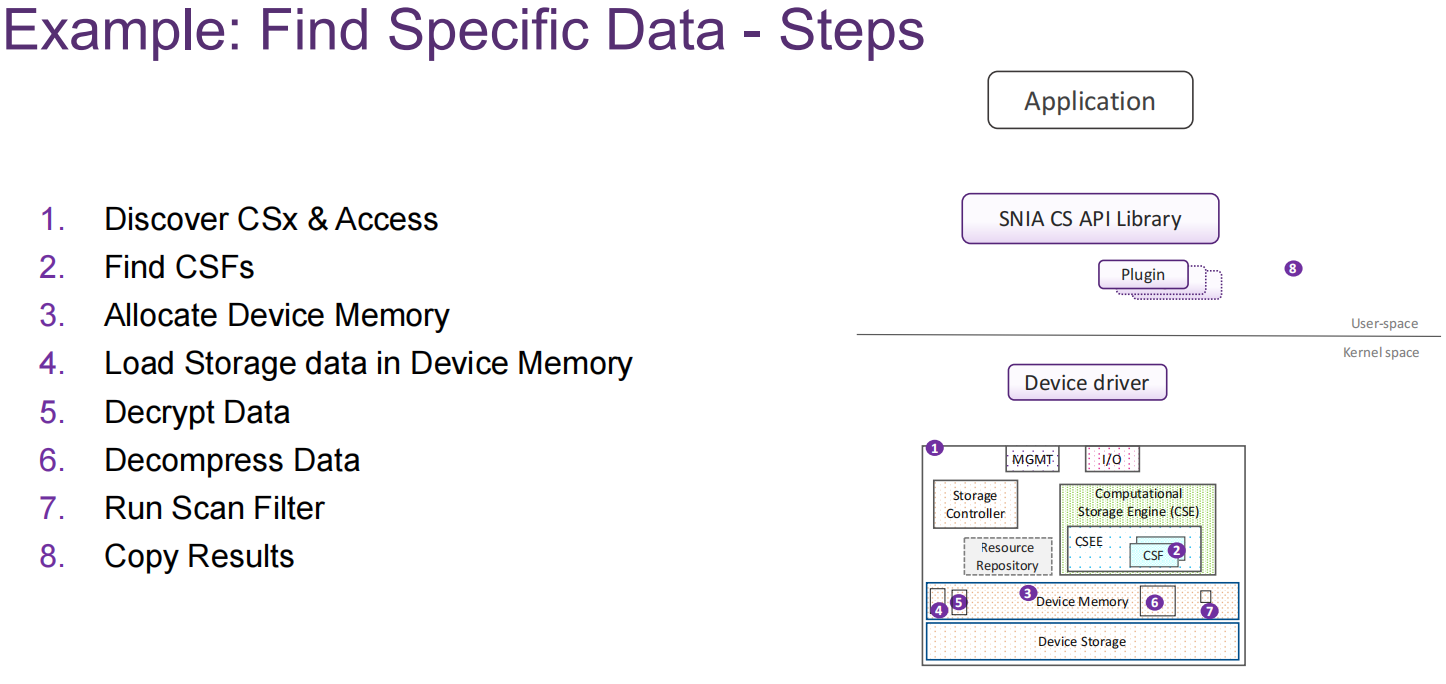 Example: Find Specific Data - Steps
1. Discover CSx & Access
2. Find CSFs
3. Allocate Device Memory
4. Load Storage data in Device Memory
5. Decrypt Data
6. Decompress Data
7. Run Scan Filter
8. Copy Results
Application
SNIA CS API Library
Plugin
8
User-space
Kernel space
Device driver
1
MGMT
I/O
Storage
Controller
Computational
Storage Engine (CSE)
CSEE
CSF
2
Resource
Repository
3
Device Memory
4
5
6
7
Device Storage